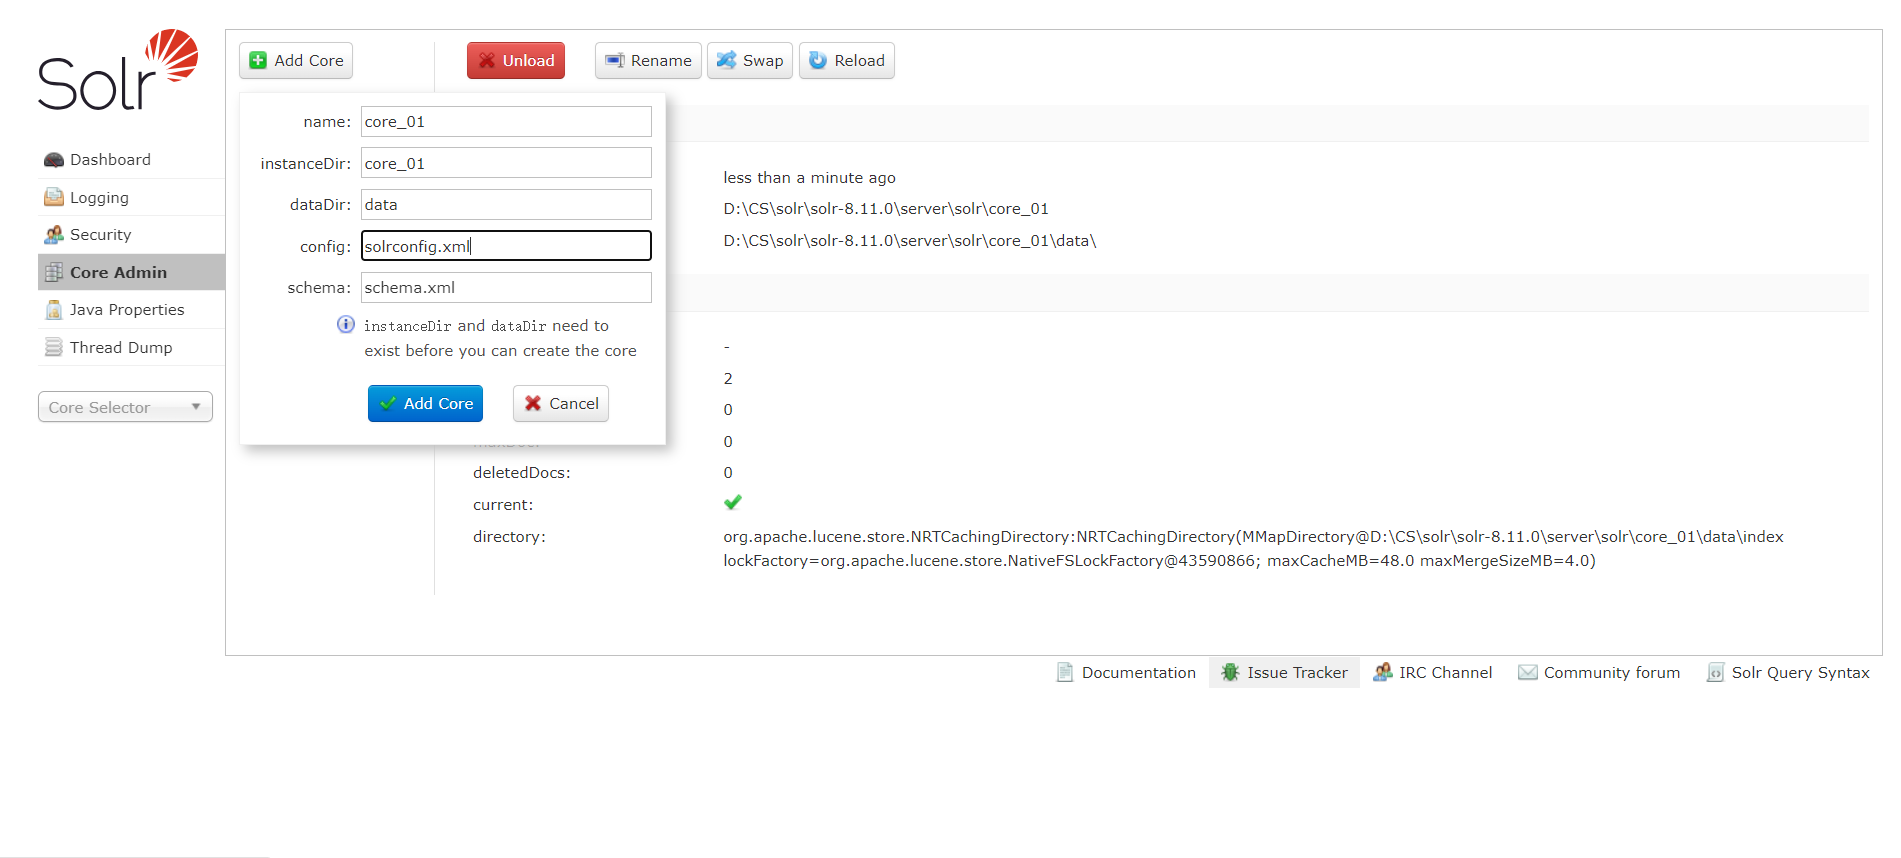 Solr
Dashboard
Logging
Security
Core Admin
Java Properties
Thread Dump
Core Selector
Add Core
Unload
Rename
Swap
Reload
name: core_01
instanceDir: core_01
dataDir: data
config: solrconfig.xml
schema: schema.xml
instanceDir and dataDir need to
exist before you can create the core
Add Core
Cancel
less than a minute ago
D:\CS\solr\solr-8.11.0\server\solr\core_01
D:\CS\solr\solr-8.11.0\server\solr\core_01\data\
-
2
0
0
deletedDocs: 0
current:
directory: org.apache.lucene.store.NRTCachingDirectory:NRTCachingDirectory(MMapDirectory@D:\CS\solr\solr-8.11.0\server\solr\core_01\data\index
lockFactory=org.apache.lucene.store.NativeFSLockFactory@43590866; maxCacheMB=48.0 maxMergeSizeMB=4.0)
Documentation
Issue Tracker
IRC Channel
Community forum
Solr Query Syntax